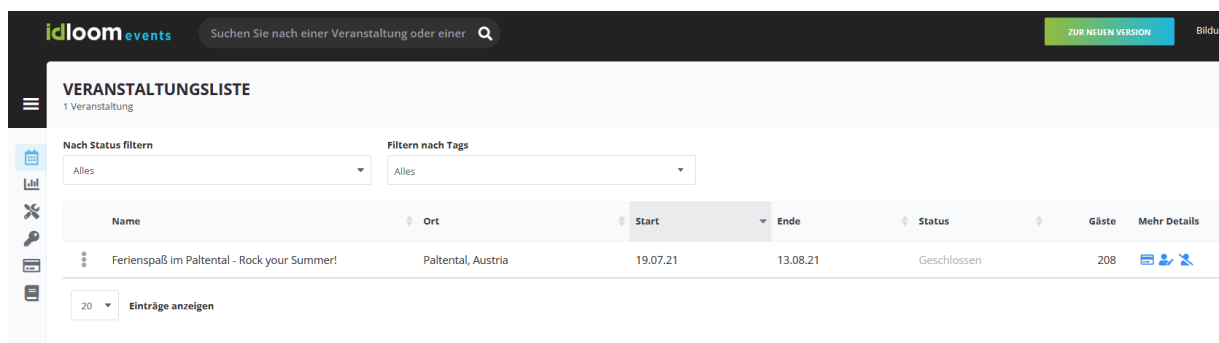 idloom events
Suchen Sie nach einer Veranstaltung oder einer
ZUR NEUEN VERSION
VERANSTALTUNGSLISTE
1 Veranstaltung
Nach Status filtern
Filtern nach Tags
Alles
Alles
Name Ort Start Ende Status Gäste Mehr Details
Ferienspaß im Paltental - Rock your Summer! Paltental, Austria 19.07.21 13.08.21 Geschlossen 208
20 Einträge anzeigen